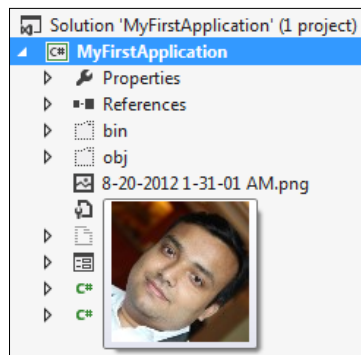 Solution 'MyFirstApplication' (1 project)
C# MyFirstApplication
Properties
References
bin
obj
8-20-2012 1-31-01 AM.png
C#
C#